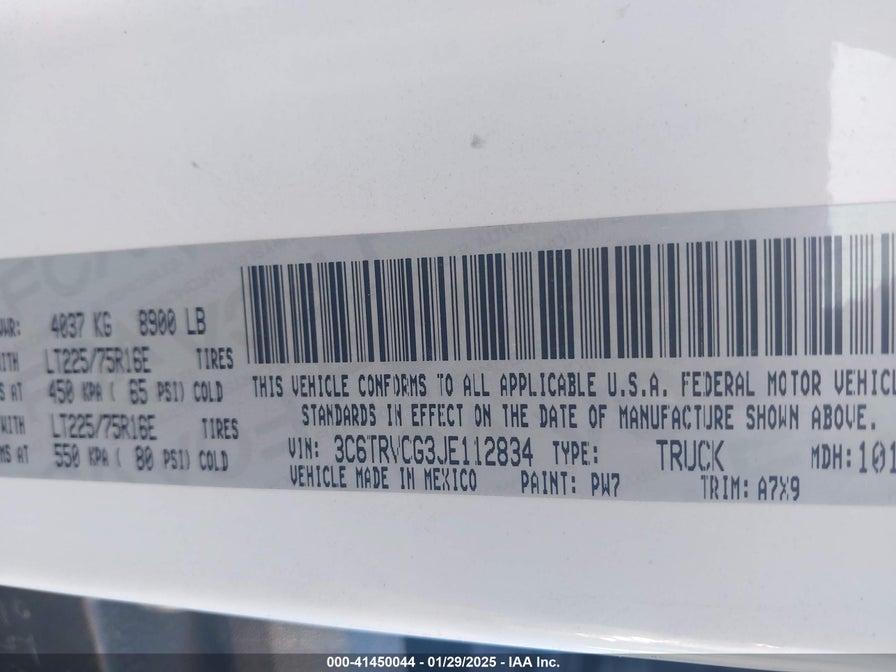 WR: 4037 KG 8900 LB
ITH LT225/75R16E TIRES
S AT 450 KPA ( 65 PSI) COLD
WITH LT225/75R16E TIRES
MS AT 550 KPA ( 80 PSI) COLD
THIS VEHICLE CONFORMS TO ALL APPLICABLE U.S.A. FEDERAL MOTOR VEHICL
STANDARDS IN EFFECT ON THE DATE OF MANUFACTURE SHOWN ABOVE.
VIN: 3C6TRVCG3JE112834 TYPE: TRUCK MDH: 101
VEHICLE MADE IN MEXICO PAINT: PW7 TRIM: A7X9
000-41450044 - 01/29/2025 - IAA Inc.